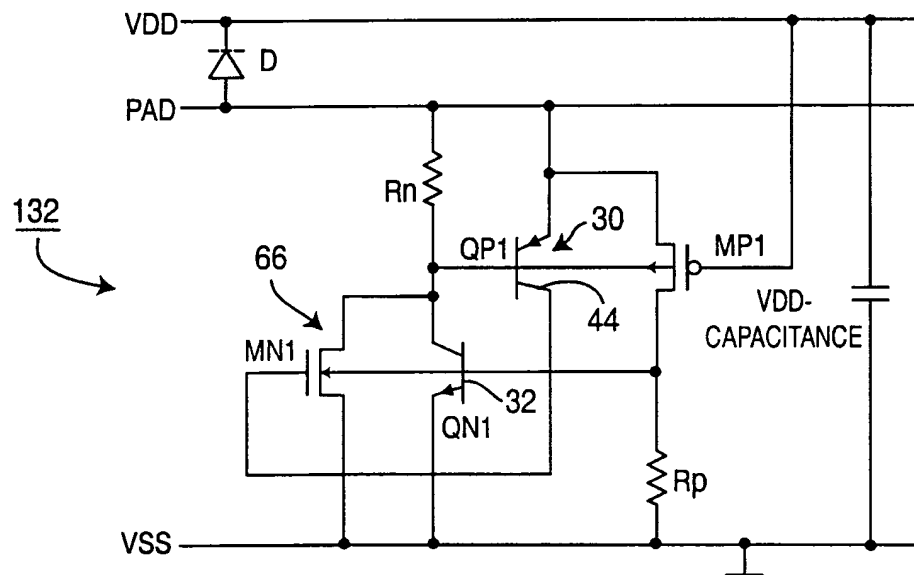 VDD
D
PAD
Rn
132
QP1
30
MP1
66
44
VDD-
CAPACITANCE
MN1
32
QN1
Rp
VSS